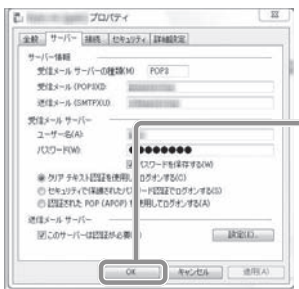 プロパティ
全般 サーバー 接続 セキュリティ 詳細設定
サーバー情報
受信メール サーバーの種類(M) POP3
受信メール (POP3)(I):
送信メール (SMTP)(U):
受信メール サーバー
ユーザー名(A):
パスワード(W): ●●●●●●●●
パスワードを保存する(W)
クリア テキスト認証を使用 ログオンする(C)
セキュリティで保護されたパ ード認証でログオンする(S)
認証された POP (APOP) を使用してログオンする(A)
送信メール サーバー
このサーバーは認証が必要(V) 設定(E)...
OK キャンセル 適用(A)